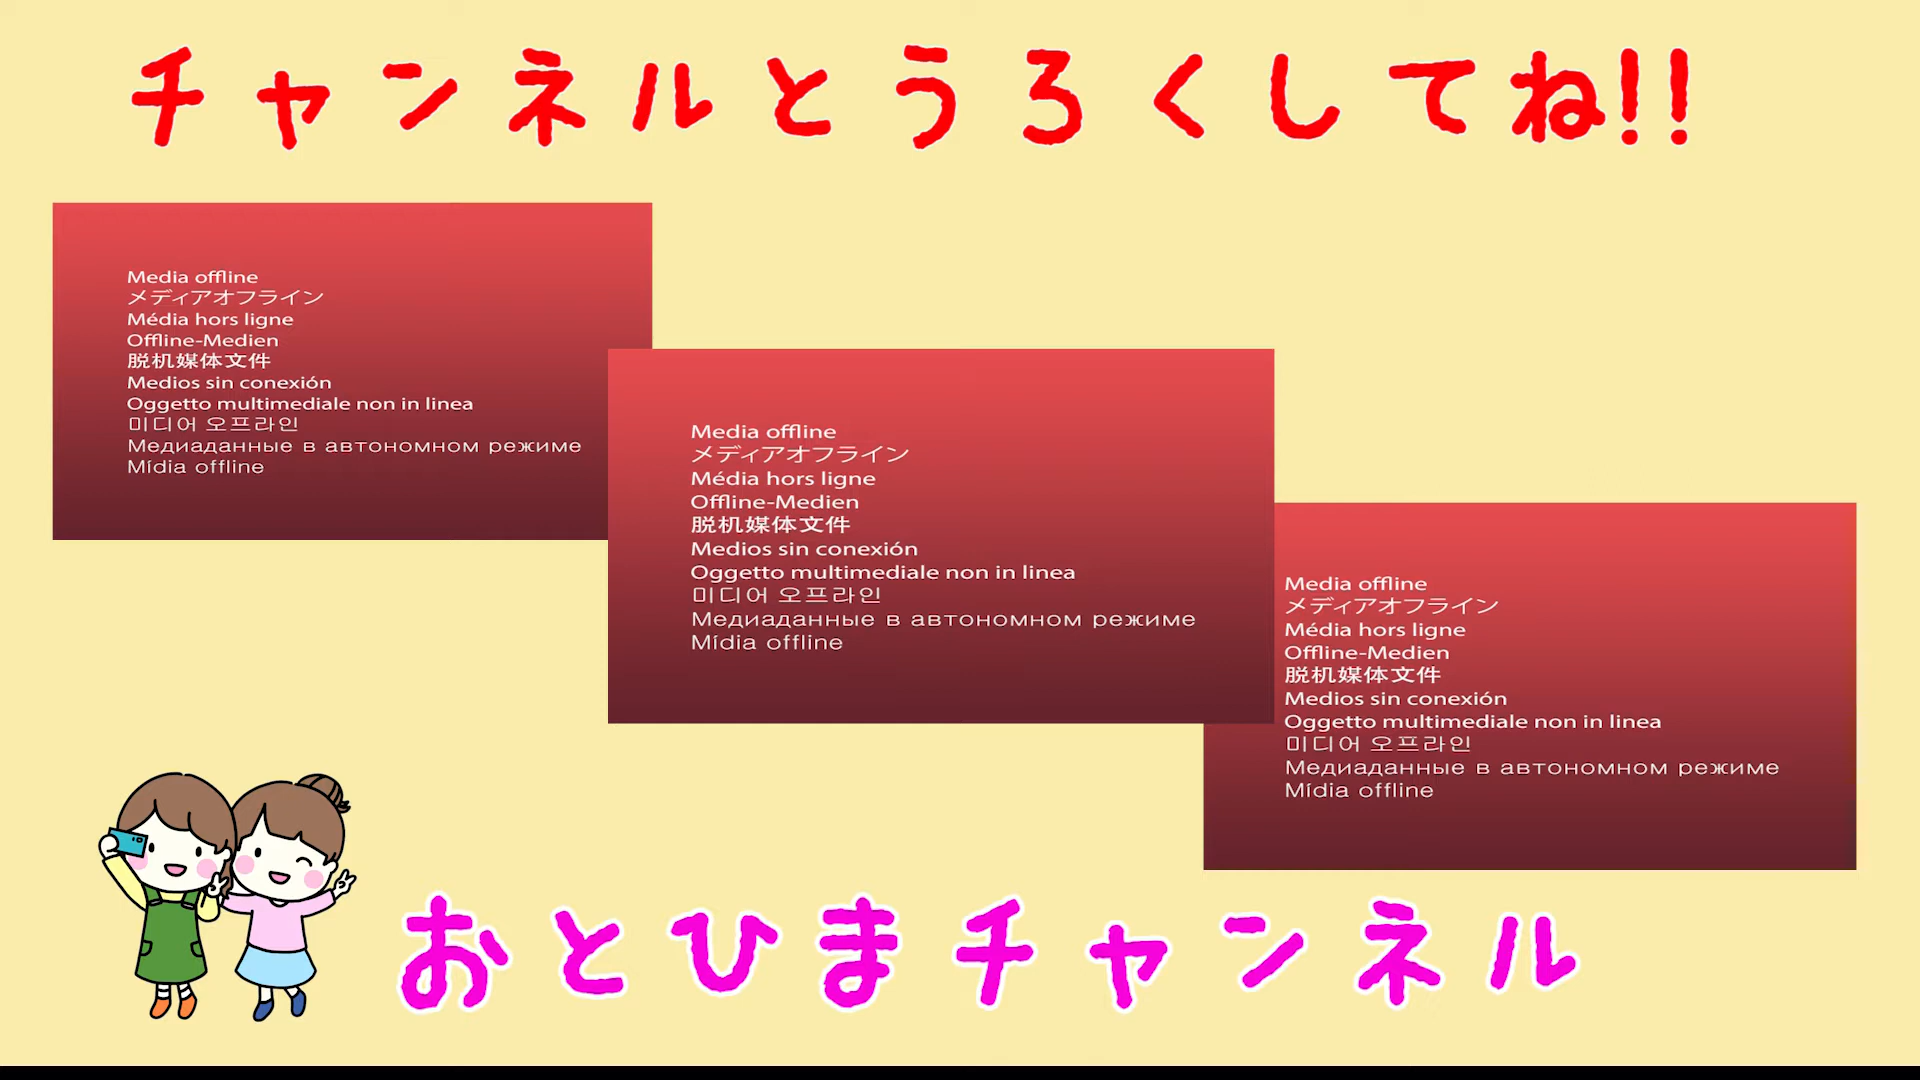 チャンネルとうろくしてね!!
Media offline
メディアオフライン
Média hors ligne
Offline-Medien
脱机媒体文件
Medios sin conexión
Oggetto multimediale non in linea
미디어 오프라인
Медиаданные в автономном режиме
Mídia offline
Media offline
メディアオフライン
Média hors ligne
Offline-Medien
脱机媒体文件
Medios sin conexión
Oggetto multimediale non in linea
미디어 오프라인
Медиаданные в автономном режиме
Mídia offline
Media offline
メディアオフライン
Média hors ligne
Offline-Medien
脱机媒体文件
Medios sin conexión
Oggetto multimediale non in linea
미디어 오프라인
Медиаданные в автономном режиме
Mídia offline
おとひまチャンネル